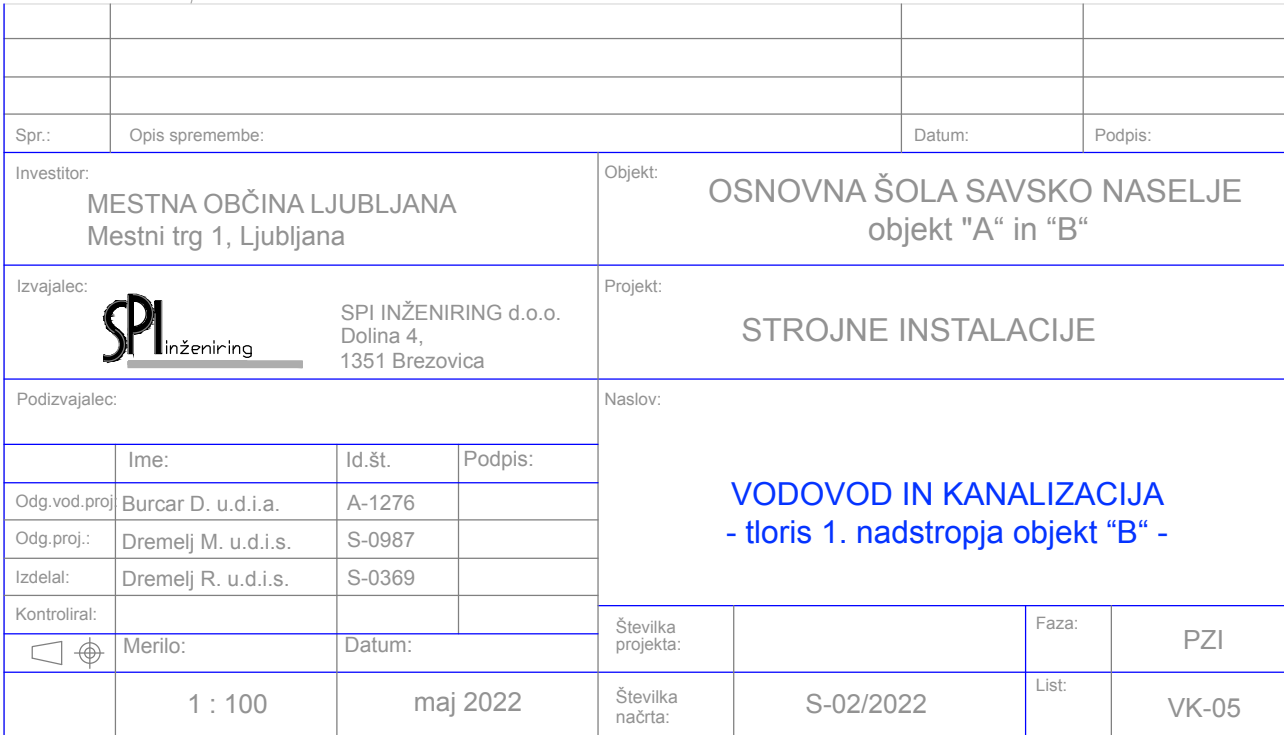 Spr.: Opis spremembe: Datum: Podpis:
Investitor:
MESTNA OBČINA LJUBLJANA
Mestni trg 1, Ljubljana
Objekt:
OSNOVNA ŠOLA SAVSKO NASELJE
objekt "A“ in “B“
Izvajalec:
SPI inženiring
SPI INŽENIRING d.o.o.
Dolina 4,
1351 Brezovica
Projekt:
STROJNE INSTALACIJE
Podizvajalec:
Naslov:
VODOVOD IN KANALIZACIJA
- tloris 1. nadstropja objekt “B“ -
Ime: Id.št. Podpis:
Odg.vod.proj: Burcar D. u.d.i.a. A-1276
Odg.proj.: Dremelj M. u.d.i.s. S-0987
Izdelal: Dremelj R. u.d.i.s. S-0369
Kontroliral:
Merilo: Datum:
1 : 100 maj 2022
Številka
projekta:
Faza: PZI
Številka
načrta:
S-02/2022
List: VK-05